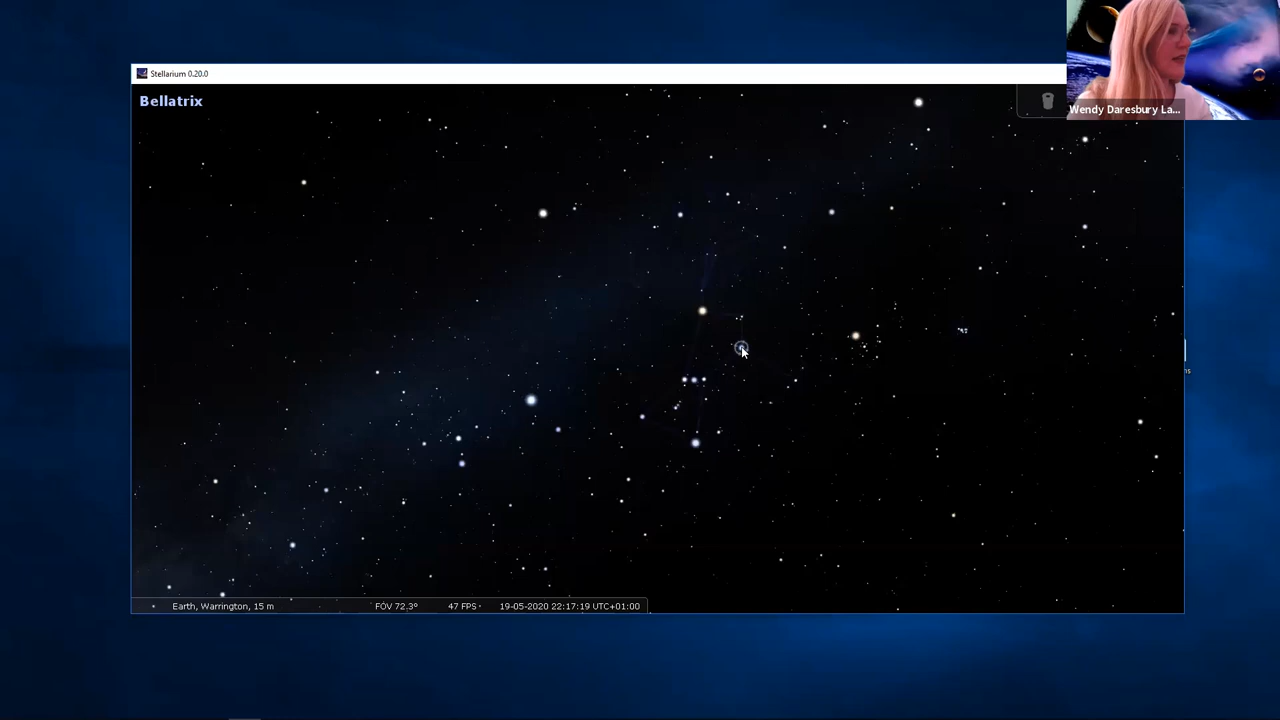 Stellarium 0.20.0
Bellatrix
Wendy Daresbury La...
ns
Earth, Warrington, 15 m
FOV 72.3°
47 FPS
19-05-2020 22:17:19 UTC+01:00